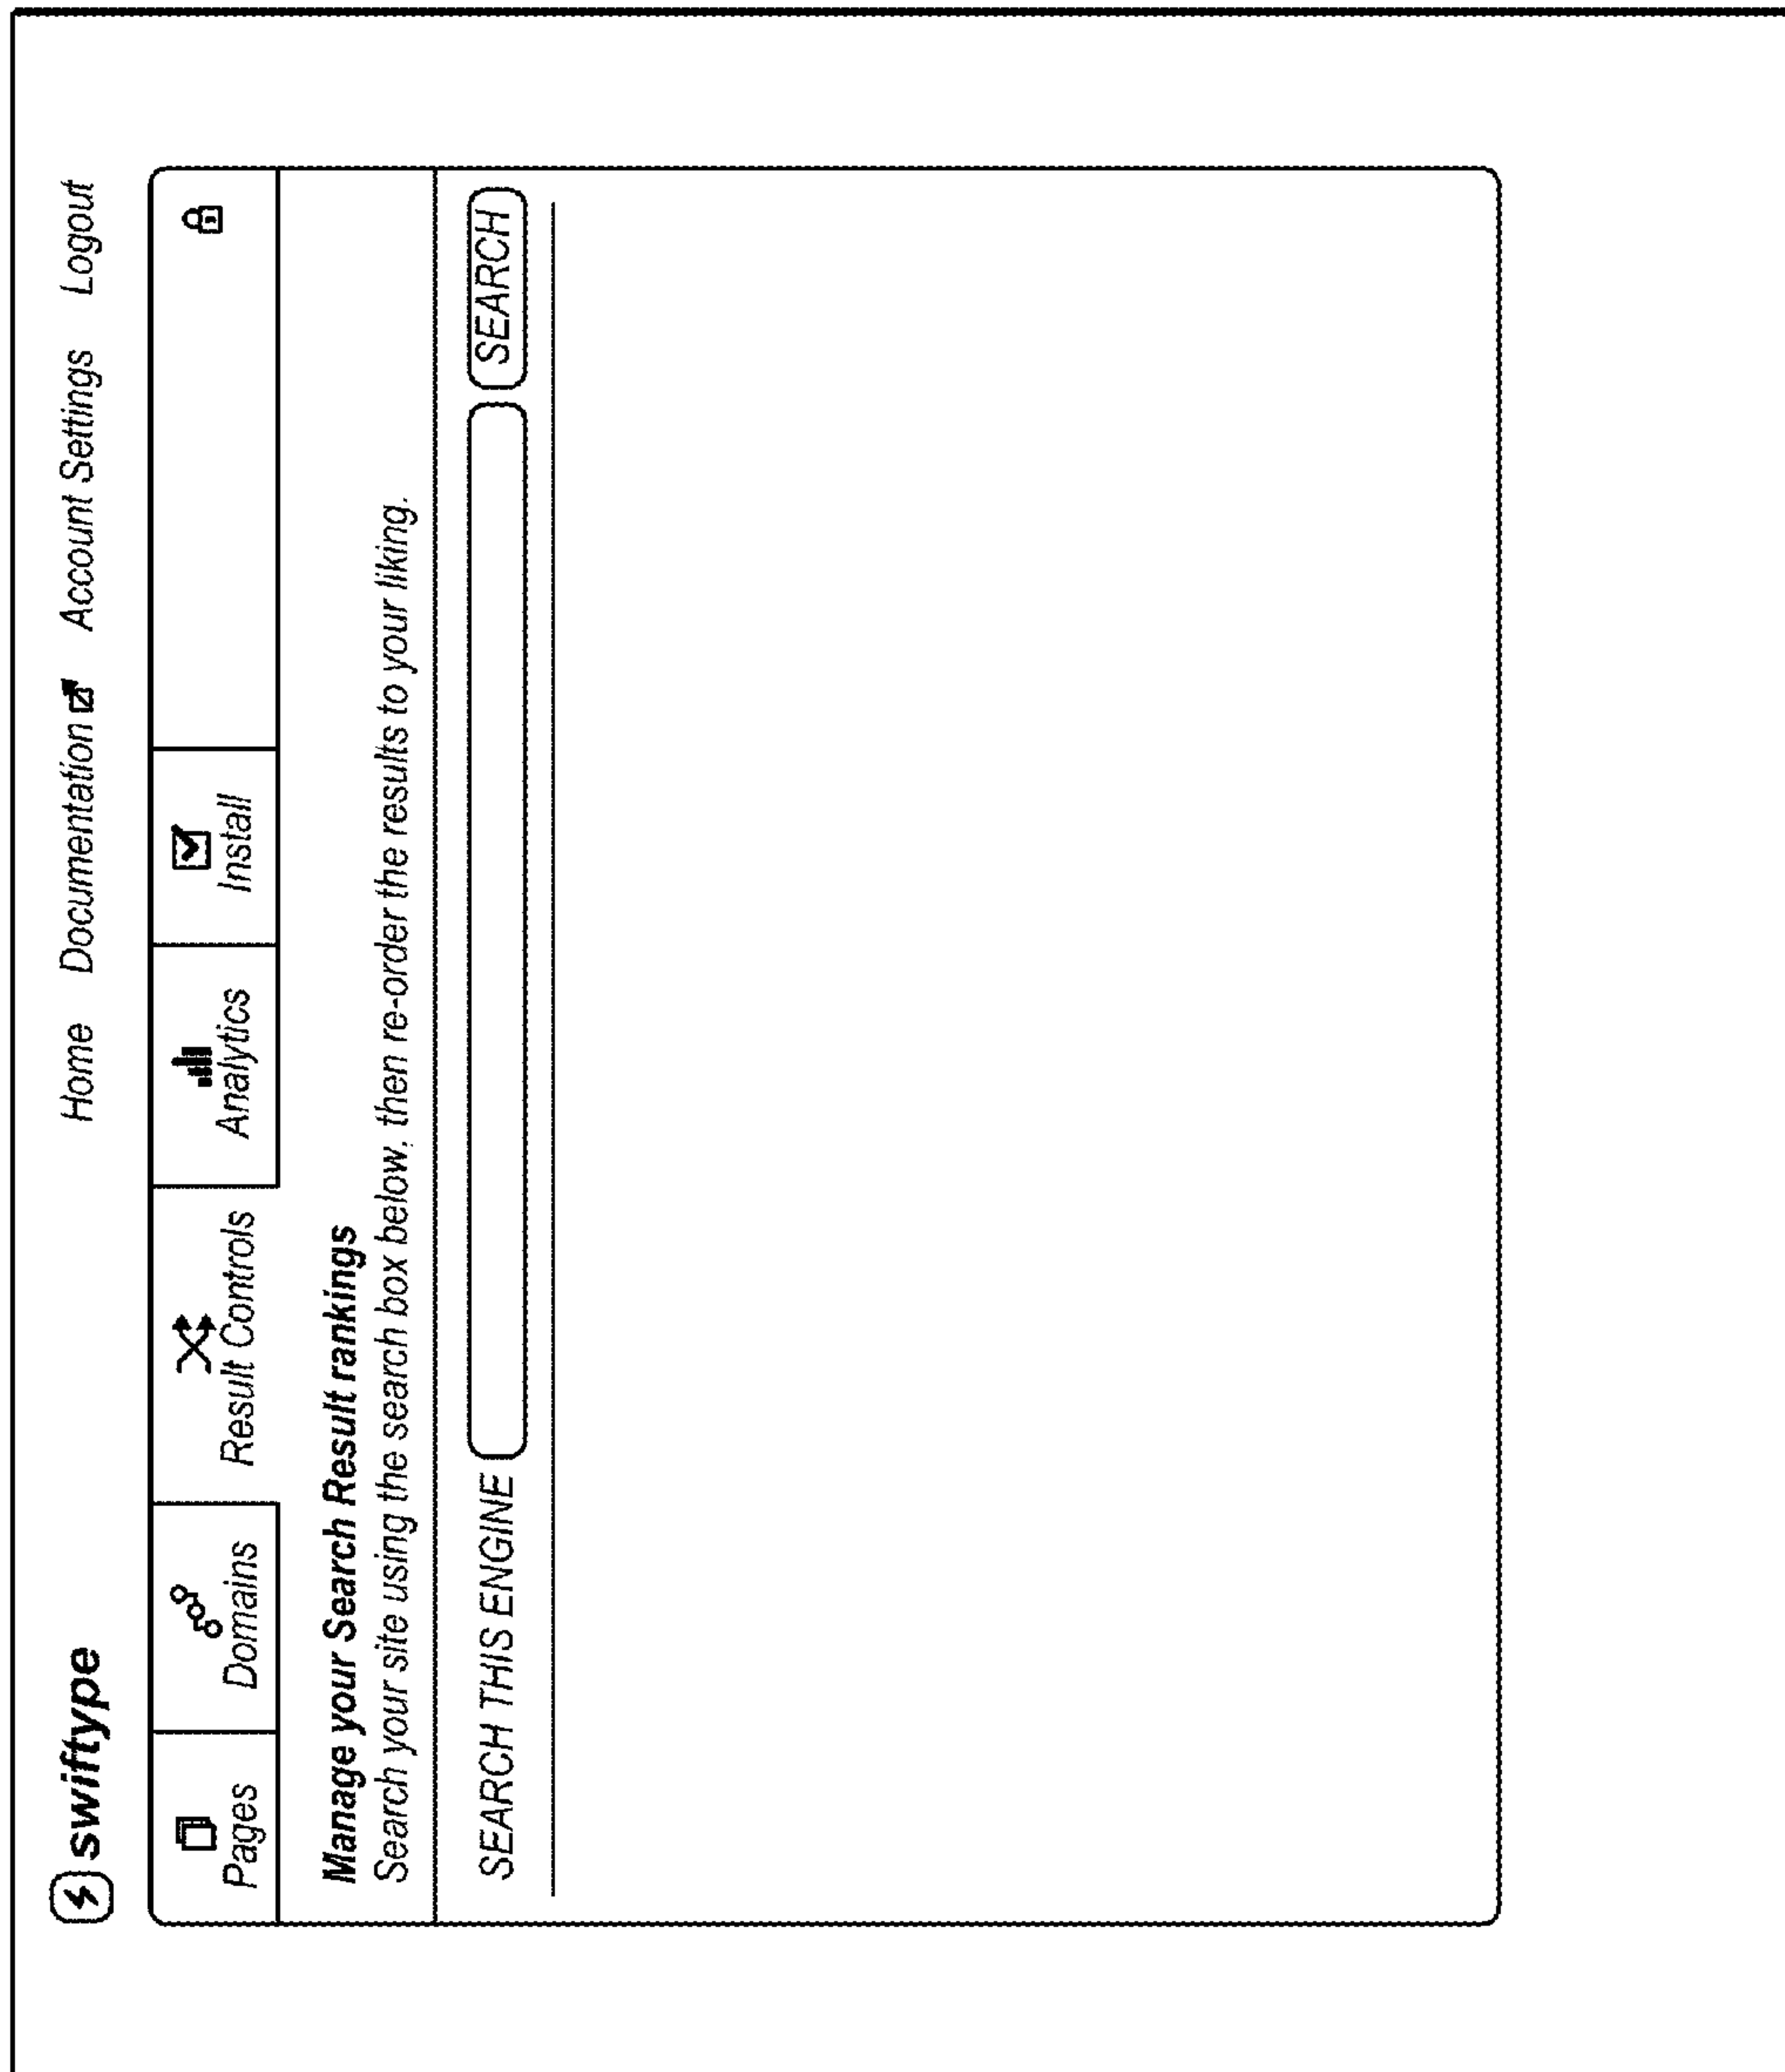 swiftype
Home Documentation Account Settings Logout
Pages Domains Result Controls Analytics Install
Manage your Search Result rankings
Search your site using the search box below, then re-order the results to your liking.
SEARCH THIS ENGINE SEARCH